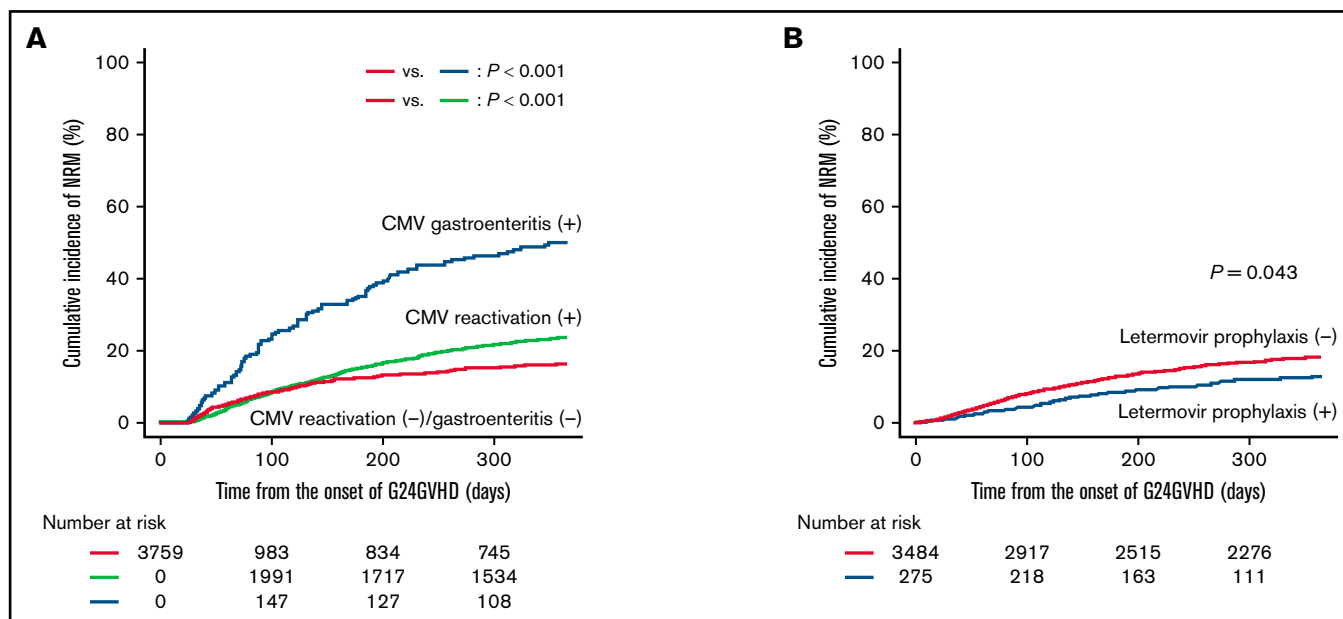 A
100
80
60
40
20
0
Cumulative incidence of NRM (%)
vs. : P < 0.001
vs. : P < 0.001
CMV gastroenteritis (+)
CMV reactivation (+)
CMV reactivation (−)/gastroenteritis (−)
0 100 200 300
Time from the onset of G24GVHD (days)
Number at risk
3759 983 834 745
0 1991 1717 1534
0 147 127 108
B
100
80
60
40
20
0
Cumulative incidence of NRM (%)
P = 0.043
Letermovir prophylaxis (−)
Letermovir prophylaxis (+)
0 100 200 300
Time from the onset of G24GVHD (days)
Number at risk
3484 2917 2515 2276
275 218 163 111